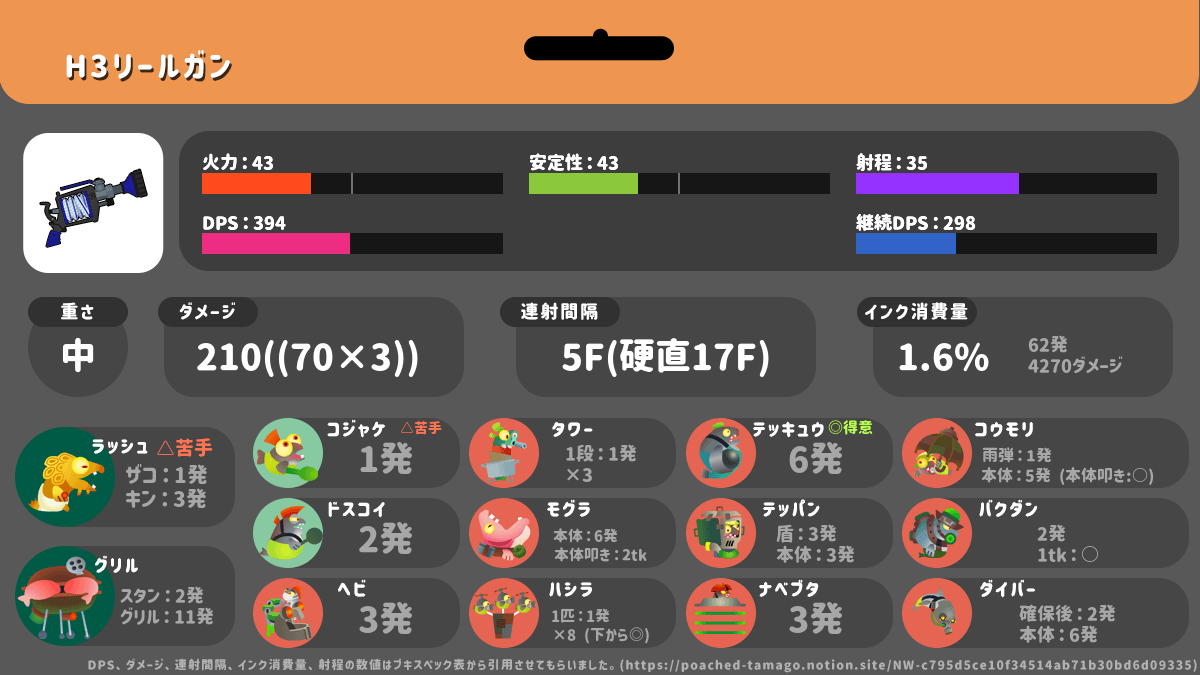 H3リールガン
火力：43
安定性：43
射程：35
DPS：394
継続DPS：298
重さ
中
ダメージ
210((70×3))
連射間隔
5F(硬直17F)
インク消費量
1.6%
62発
4270ダメージ
ラッシュ △苦手
ザコ：1発
キン：3発
グリル
スタン：2発
グリル：11発
コジャケ △苦手
1発
ドスコイ
2発
ヘビ
3発
タワー
1段：1発
×3
モグラ
本体：6発
本体叩き：2tk
ハシラ
1匹：1発
×8 (下から◎)
テッキュウ ◎得意
6発
テッパン
盾：3発
本体：3発
ナベブタ
3発
コウモリ
雨弾：1発
本体：5発 (本体叩き:○)
バクダン
2発
1tk：○
ダイバー
確保後：2発
本体：6発
DPS、ダメージ、連射間隔、インク消費量、射程の数値はブキスペック表から引用させてもらいました。(https://poached-tamago.notion.site/NW-c795d5ce10f34514ab71b30bd6d09335)